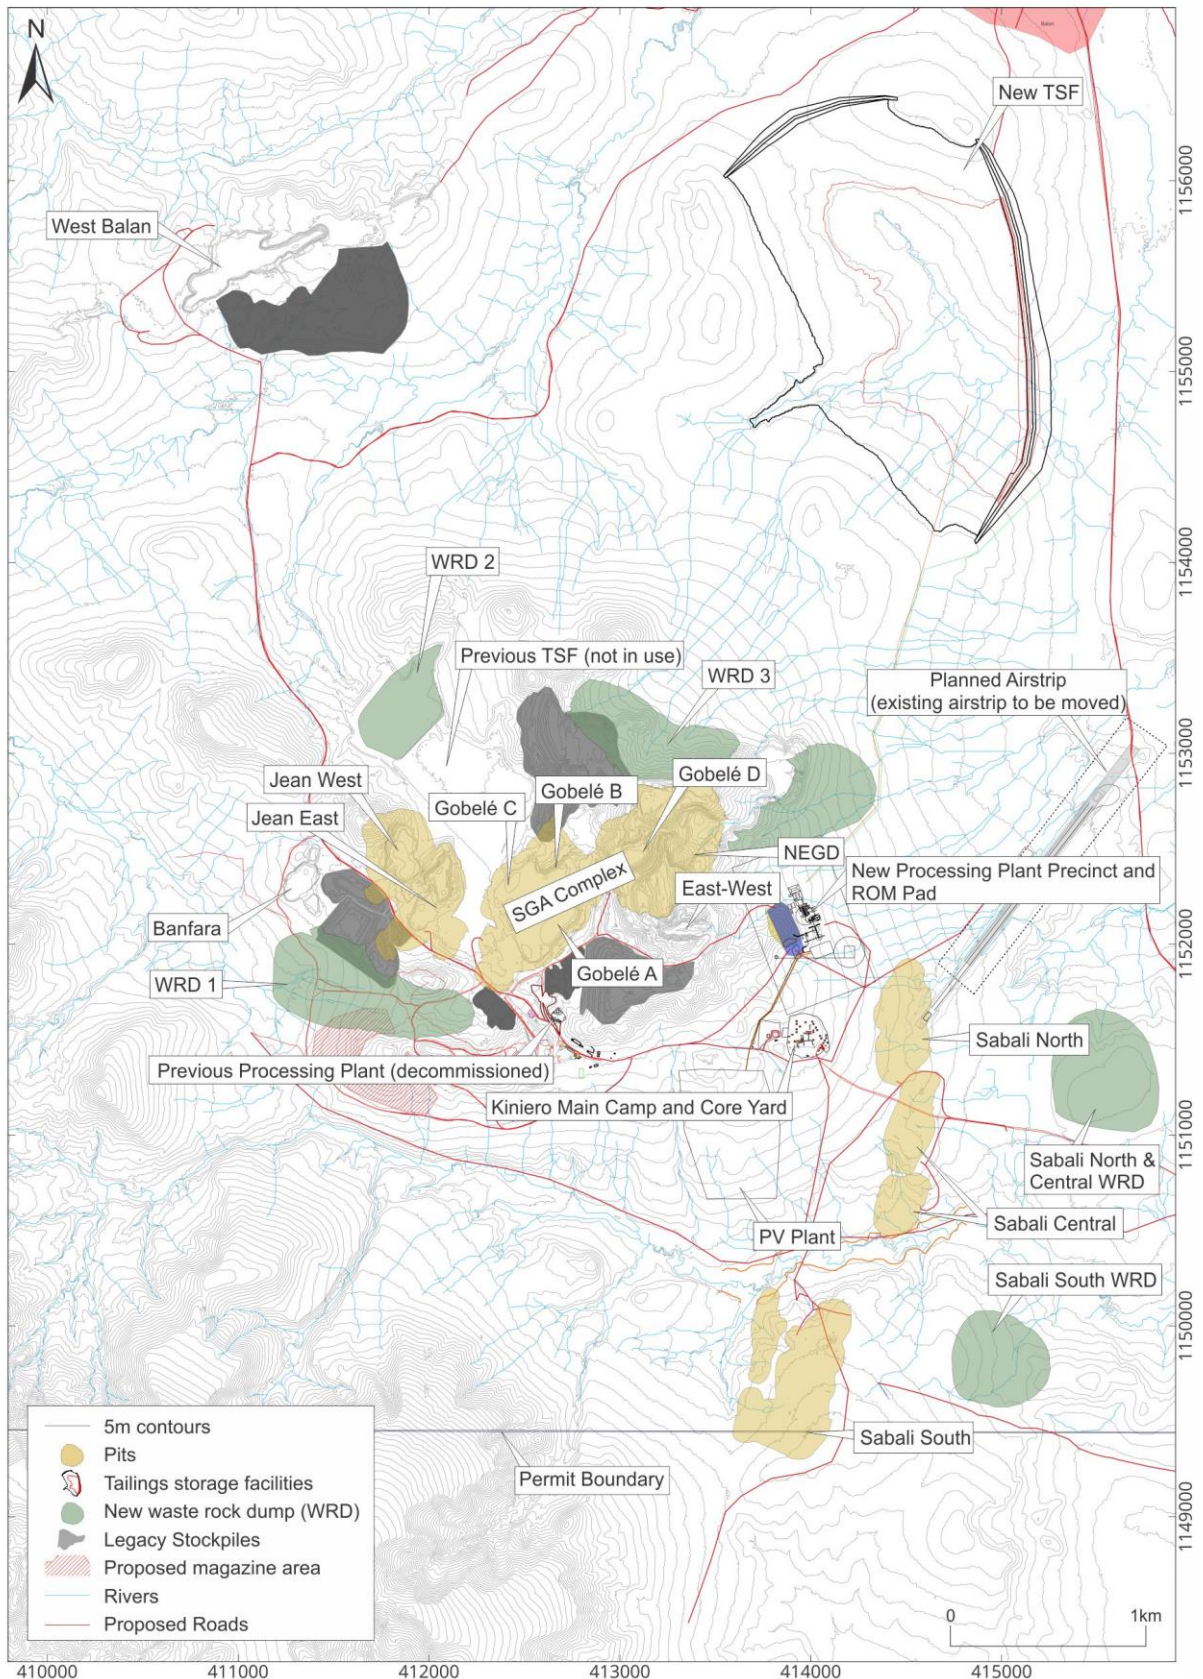 N
Balan
New TSF
1156000
West Balan
1155000
1154000
WRD 2
Previous TSF (not in use)
WRD 3
Planned Airstrip
(existing airstrip to be moved)
1153000
Jean West
Gobelé D
Gobelé B
Gobelé C
Jean East
NEGD
SGA Complex
East-West
New Processing Plant Precinct and
ROM Pad
Banfara
1152000
Gobelé A
WRD 1
Sabali North
Previous Processing Plant (decommissioned)
Kiniero Main Camp and Core Yard
1151000
Sabali North &
Central WRD
Sabali Central
PV Plant
Sabali South WRD
1150000
Sabali South
Permit Boundary
1149000
5m contours
Pits
Tailings storage facilities
New waste rock dump (WRD)
Legacy Stockpiles
Proposed magazine area
Rivers
Proposed Roads
0 1km
410000 411000 412000 413000 414000 415000